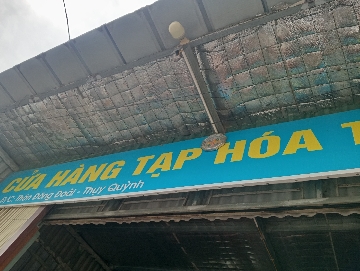 CỬA HÀNG TẠP HÓA T
Đ/C: Thôn Đông Đoài - Thụy Quỳnh